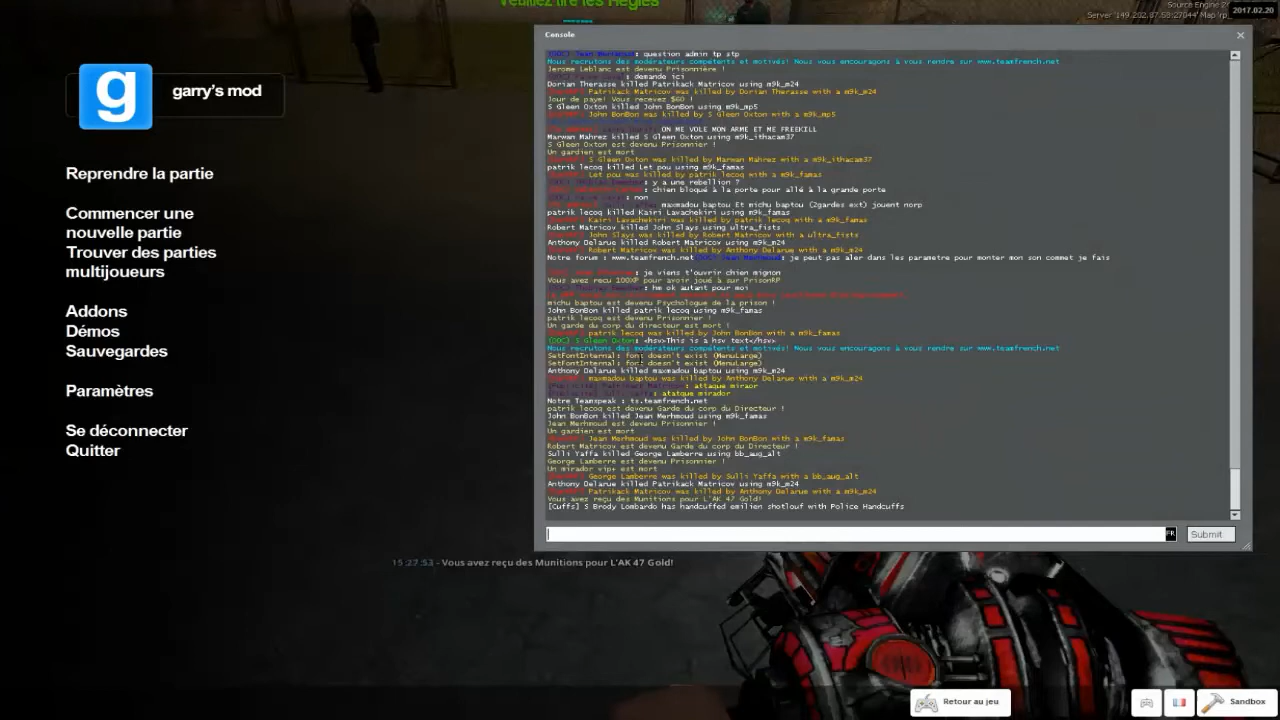 Veuillez lire les Règles
Source Engine 2
2017.02.20
Server '149.202.87.58:27044' Map 'rp_
g
garry's mod
Reprendre la partie
Commencer une
nouvelle partie
Trouver des parties
multijoueurs
Addons
Démos
Sauvegardes
Paramètres
Se déconnecter
Quitter
Console
: question admin tp stp
Nous recrutons des modérateurs compétents et motivés! Nous vous encourageons à vous rendre sur www.teamfrench.net
Jerome Leblanc est devenu Prisonnière !
: demande ici
Dorian Therasse killed Patrikack Matricov using m9k_m24
Patrikack Matricov was killed by Dorian Therasse with a m9k_m24
Jour de paye! Vous recevez $60 !
S Gleen Oxton killed John BonBon using m9k_mp5
John BonBon was killed by S Gleen Oxton with a m9k_mp5
ON ME VOLE MON ARME ET ME FREEKILL
Marwan Mahrez killed S Gleen Oxton using m9k_ithacam37
S Gleen Oxton est devenu Prisonnier !
Un gardien est mort
S Gleen Oxton was killed by Marwan Mahrez with a m9k_ithacam37
patrik lecoq killed Let pou using m9k_famas
Let pou was killed by patrik lecoq with a m9k_famas
: y a une rebellion ?
: chien bloqué à la porte pour allé à la grande porte
: non
maxmadou baptou Et michu baptou (2gardes ext) jouent norp
patrik lecoq killed Kairi Lavachekiri using m9k_famas
Kairi Lavachekiri was killed by patrik lecoq with a m9k_famas
Robert Matricov killed John Slays using ultra_fists
John Slays was killed by Robert Matricov with a ultra_fists
Anthony Delarue killed Robert Matricov using m9k_m24
Robert Matricov was killed by Anthony Delarue with a m9k_m24
Notre forum : www.teamfrench.net(OOC) Jean Merhmoud: je peut pas aler dans les parametre pour monter mon son commet je fais
: je viens t'ouvrir chien mignon
Vous avez reçu 100XP pour avoir joué à sur PrisonRP
: hm ok autant pour moi
michu baptou est devenu Psychologue de la prison !
John BonBon killed patrik lecoq using m9k_famas
patrik lecoq est devenu Prisonnier !
Un garde du corp du directeur est mort !
patrik lecoq was killed by John BonBon with a m9k_famas
(OOC) S Gleen Oxton: <hsv>This is a hsv text</hsv>
Nous recrutons des modérateurs compétents et motivés! Nous vous encourageons à vous rendre sur www.teamfrench.net
SetFontInternal: font doesn't exist (MenuLarge)
SetFontInternal: font doesn't exist (MenuLarge)
Anthony Delarue killed maxmadou baptou using m9k_m24
maxmadou baptou was killed by Anthony Delarue with a m9k_m24
: attaque miraor
: atatque mirador
Notre Teamspeak : ts.teamfrench.net
patrik lecoq est devenu Garde du corp du Directeur !
John BonBon killed Jean Merhmoud using m9k_famas
Jean Merhmoud est devenu Prisonnier !
Un gardien est mort
Jean Merhmoud was killed by John BonBon with a m9k_famas
Robert Matricov est devenu Garde du corp du Directeur !
Sulli Yaffa killed George Lamberre using bb_aug_alt
George Lamberre est devenu Prisonnier !
Un mirador vip+ est mort
George Lamberre was killed by Sulli Yaffa with a bb_aug_alt
Anthony Delarue killed Patrikack Matricov using m9k_m24
Patrikack Matricov was killed by Anthony Delarue with a m9k_m24
Vous avez reçu des Munitions pour L'AK 47 Gold!
[Cuffs] S Brody Lombardo has handcuffed emilien shotlouf with Police Handcuffs
FR
Submit
15:27:53 - Vous avez reçu des Munitions pour L'AK 47 Gold!
Retour au jeu
Sandbox